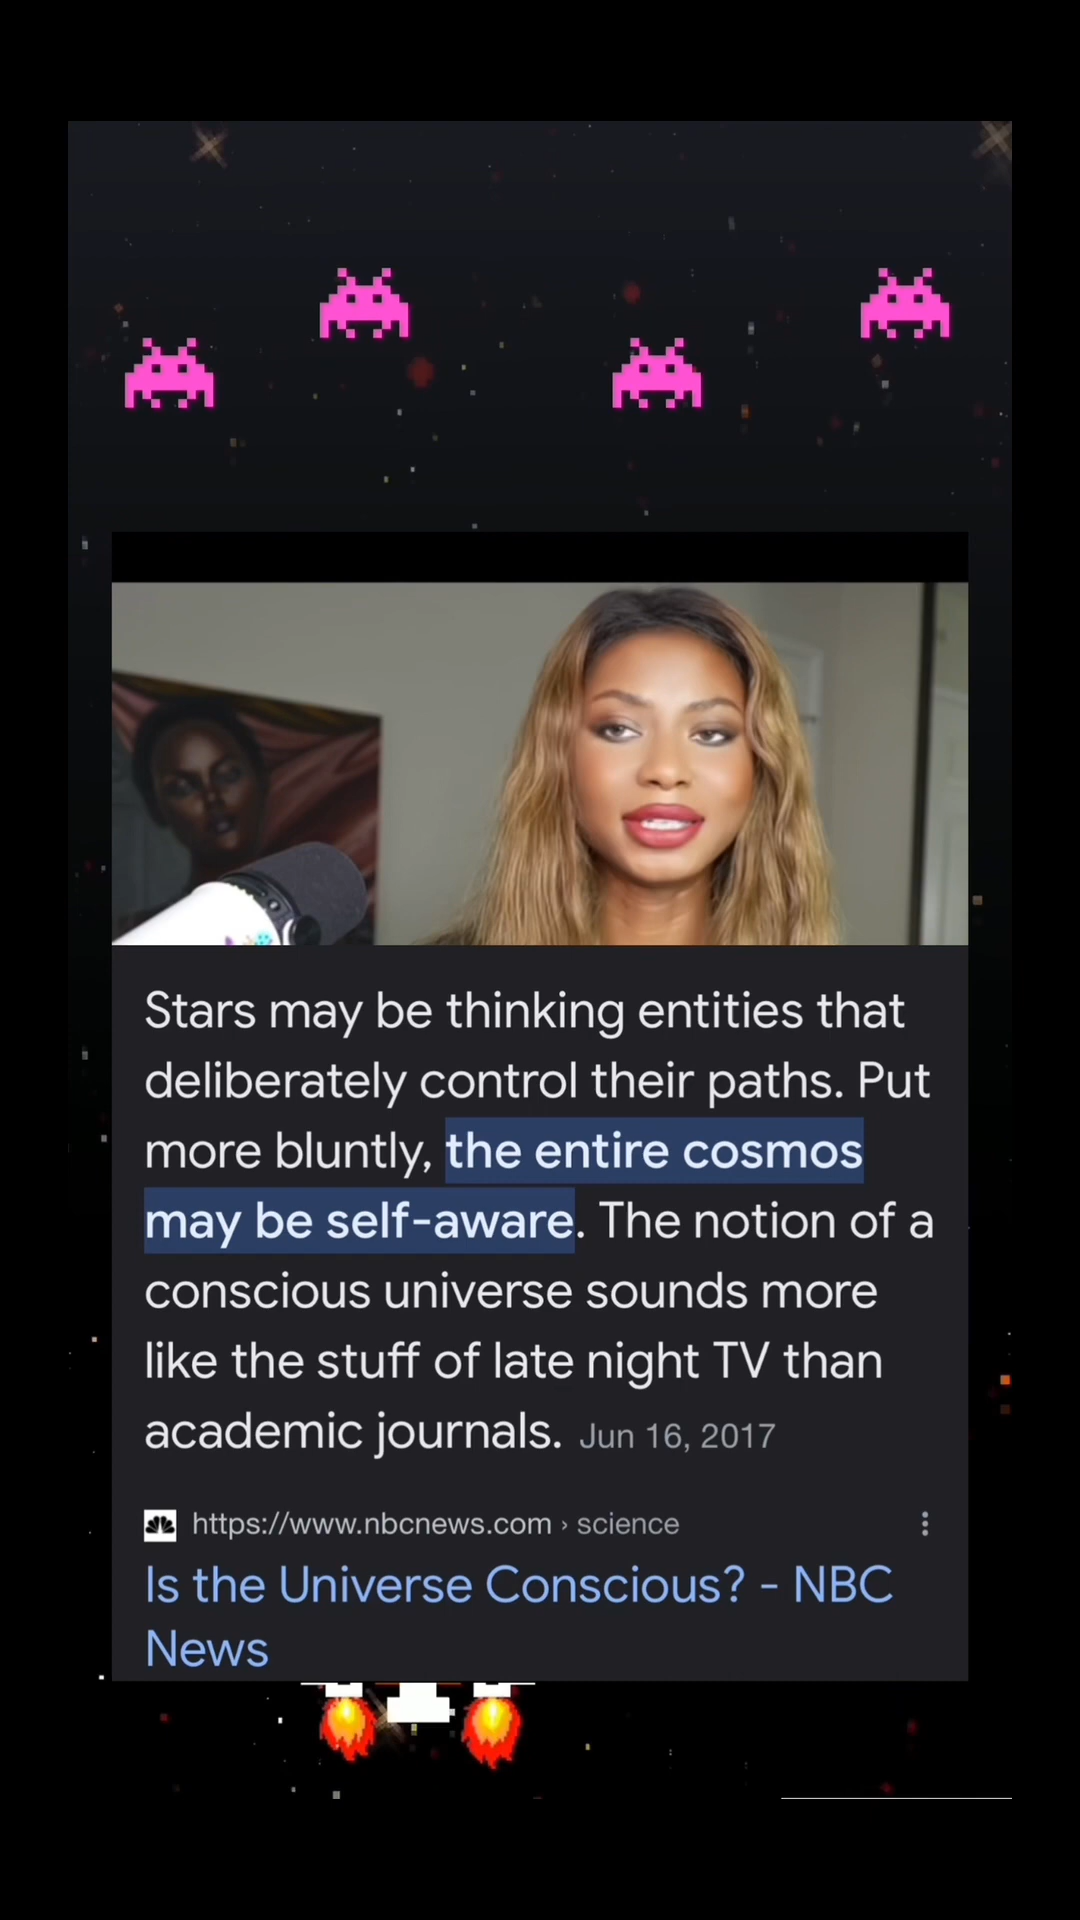 Stars may be thinking entities that
deliberately control their paths. Put
more bluntly, the entire cosmos
may be self-aware. The notion of a
conscious universe sounds more
like the stuff of late night TV than
academic journals. Jun 16, 2017
https://www.nbcnews.com › science
Is the Universe Conscious? - NBC
News